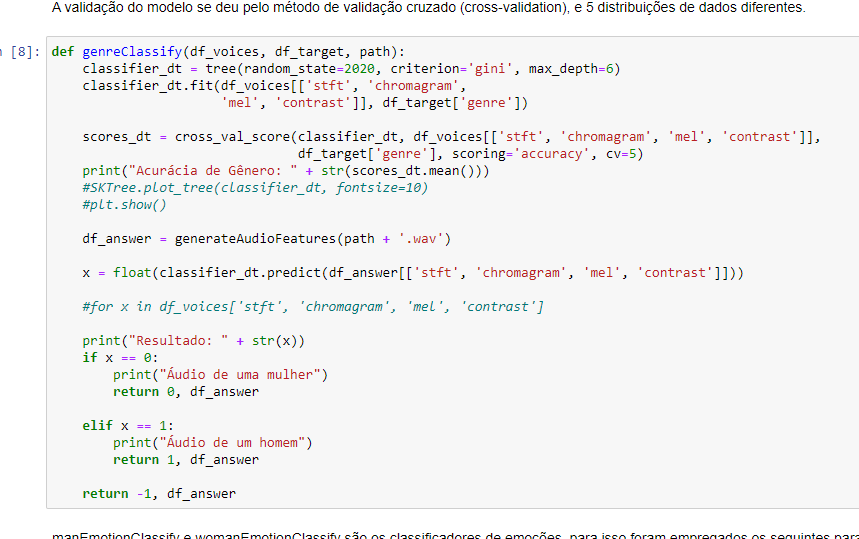 A validação do modelo se deu pelo método de validação cruzado (cross-validation), e 5 distribuições de dados diferentes.
[8]: def genreClassify(df_voices, df_target, path):
classifier_dt = tree(random_state=2020, criterion='gini', max_depth=6)
classifier_dt.fit(df_voices[['stft', 'chromagram',
'mel', 'contrast']], df_target['genre'])
scores_dt = cross_val_score(classifier_dt, df_voices[['stft', 'chromagram', 'mel', 'contrast']],
df_target['genre'], scoring='accuracy', cv=5)
print("Acurácia de Gênero: " + str(scores_dt.mean()))
#SKTree.plot_tree(classifier_dt, fontsize=10)
#plt.show()
df_answer = generateAudioFeatures(path + '.wav')
x = float(classifier_dt.predict(df_answer[['stft', 'chromagram', 'mel', 'contrast']]))
#for x in df_voices['stft', 'chromagram', 'mel', 'contrast']
print("Resultado: " + str(x))
if x == 0:
print("Áudio de uma mulher")
return 0, df_answer
elif x == 1:
print("Áudio de um homem")
return 1, df_answer
return -1, df_answer
manEmotionClassify e womanEmotionClassify são os classificadores de emoções, para isso foram empregados os seguintes